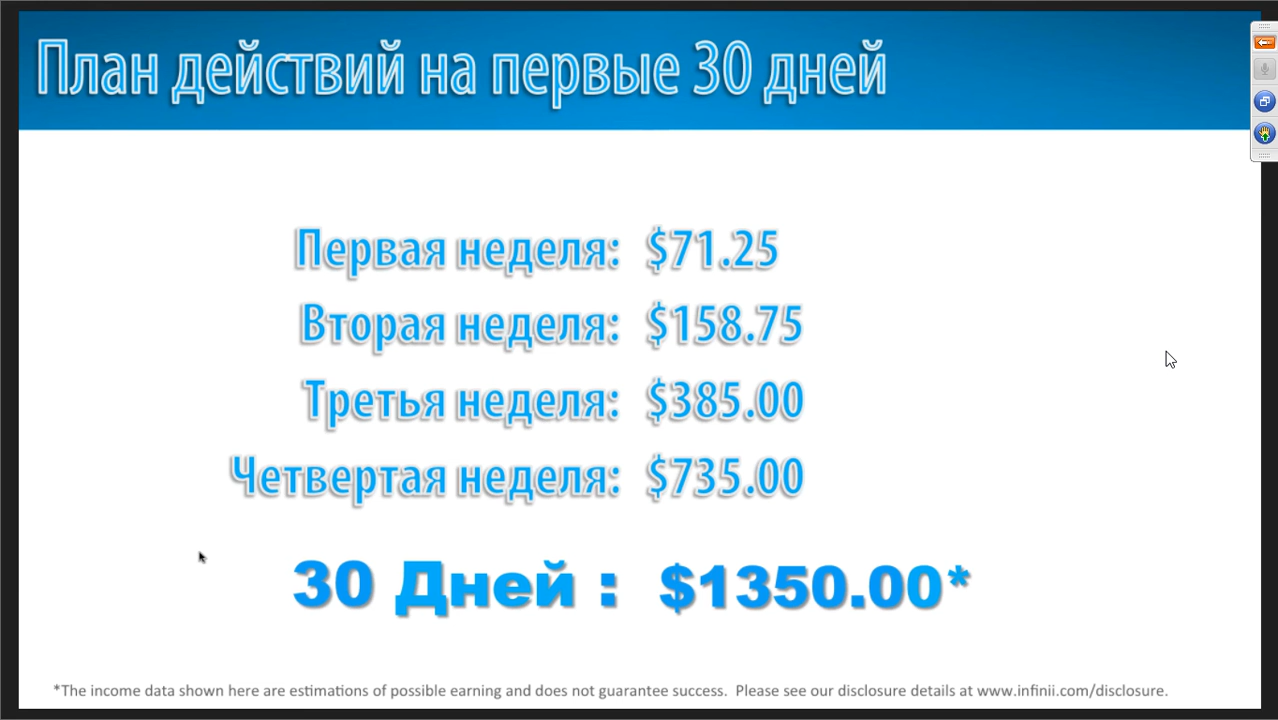 План действий на первые 30 дней
Первая неделя: $71.25
Вторая неделя: $158.75
Третья неделя: $385.00
Четвертая неделя: $735.00
30 Дней : $1350.00*
*The income data shown here are estimations of possible earning and does not guarantee success. Please see our disclosure details at www.infinii.com/disclosure.